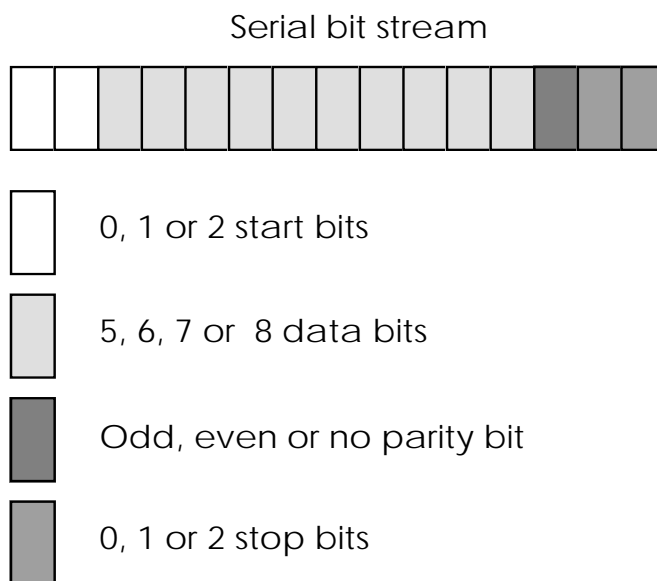 Serial bit stream
0, 1 or 2 start bits
5, 6, 7 or 8 data bits
Odd, even or no parity bit
0, 1 or 2 stop bits